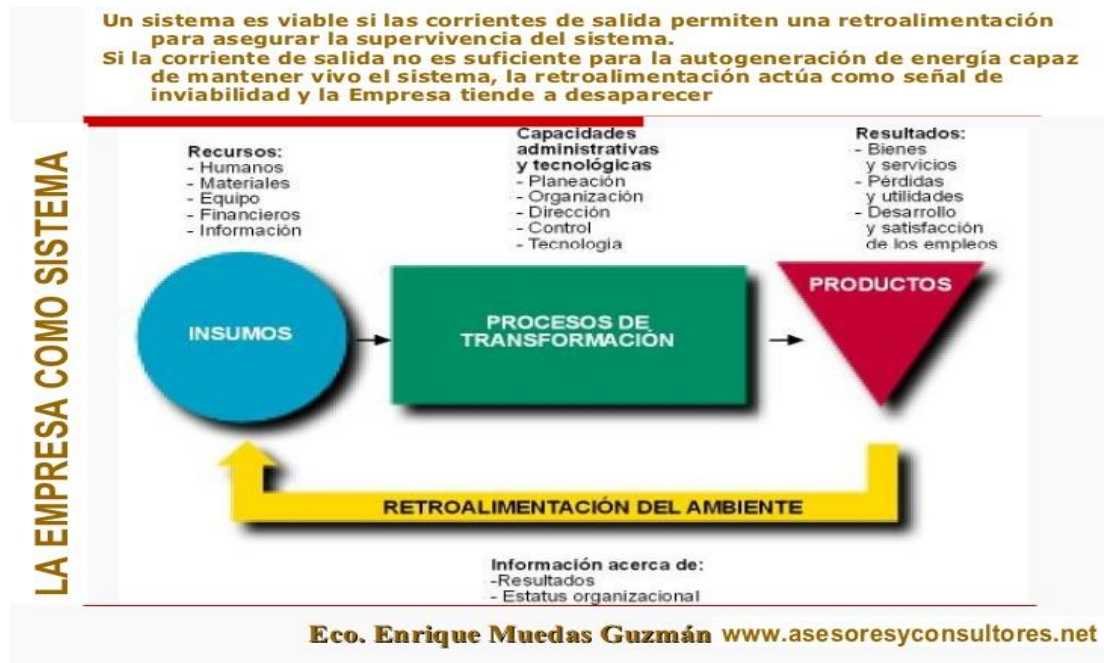 Un sistema es viable si las corrientes de salida permiten una retroalimentación
para asegurar la supervivencia del sistema.
Si la corriente de salida no es suficiente para la autogeneración de energía capaz
de mantener vivo el sistema, la retroalimentación actúa como señal de
inviabilidad y la Empresa tiende a desaparecer
LA EMPRESA COMO SISTEMA
Recursos:
- Humanos
- Materiales
- Equipo
- Financieros
- Información
Capacidades
administrativas
y tecnológicas
- Planeación
- Organización
- Dirección
- Control
- Tecnologia
Resultados:
- Bienes
y servicios
- Pérdidas
y utilidades
- Desarrollo
y satisfacción
de los empleos
INSUMOS
PROCESOS DE
TRANSFORMACIÓN
PRODUCTOS
RETROALIMENTACIÓN DEL AMBIENTE
Información acerca de:
-Resultados
- Estatus organizacional
Eco. Enrique Muedas Guzmán www.asesoresyconsultores.net